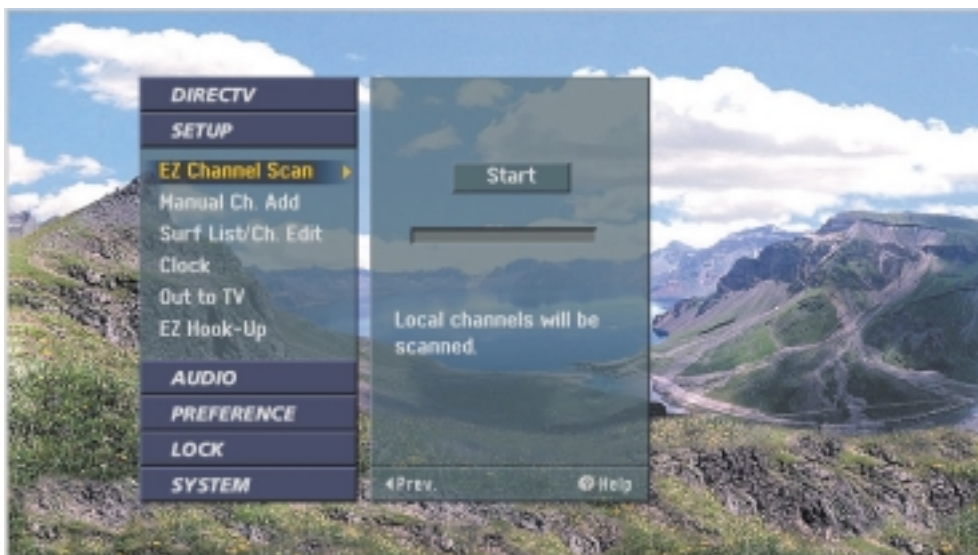 DIRECTV
SETUP
EZ Channel Scan
Manual Ch. Add
Surf List/Ch. Edit
Clock
Out to TV
EZ Hook-Up
AUDIO
PREFERENCE
LOCK
SYSTEM
Start
Local channels will be
scanned.
Prev.
Help